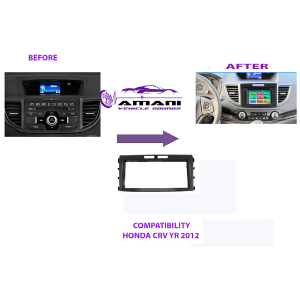 BEFORE
AFTER
AMANI
VEHICLE SOUNDS
COMPATIBILITY
HONDA CRV YR 2012